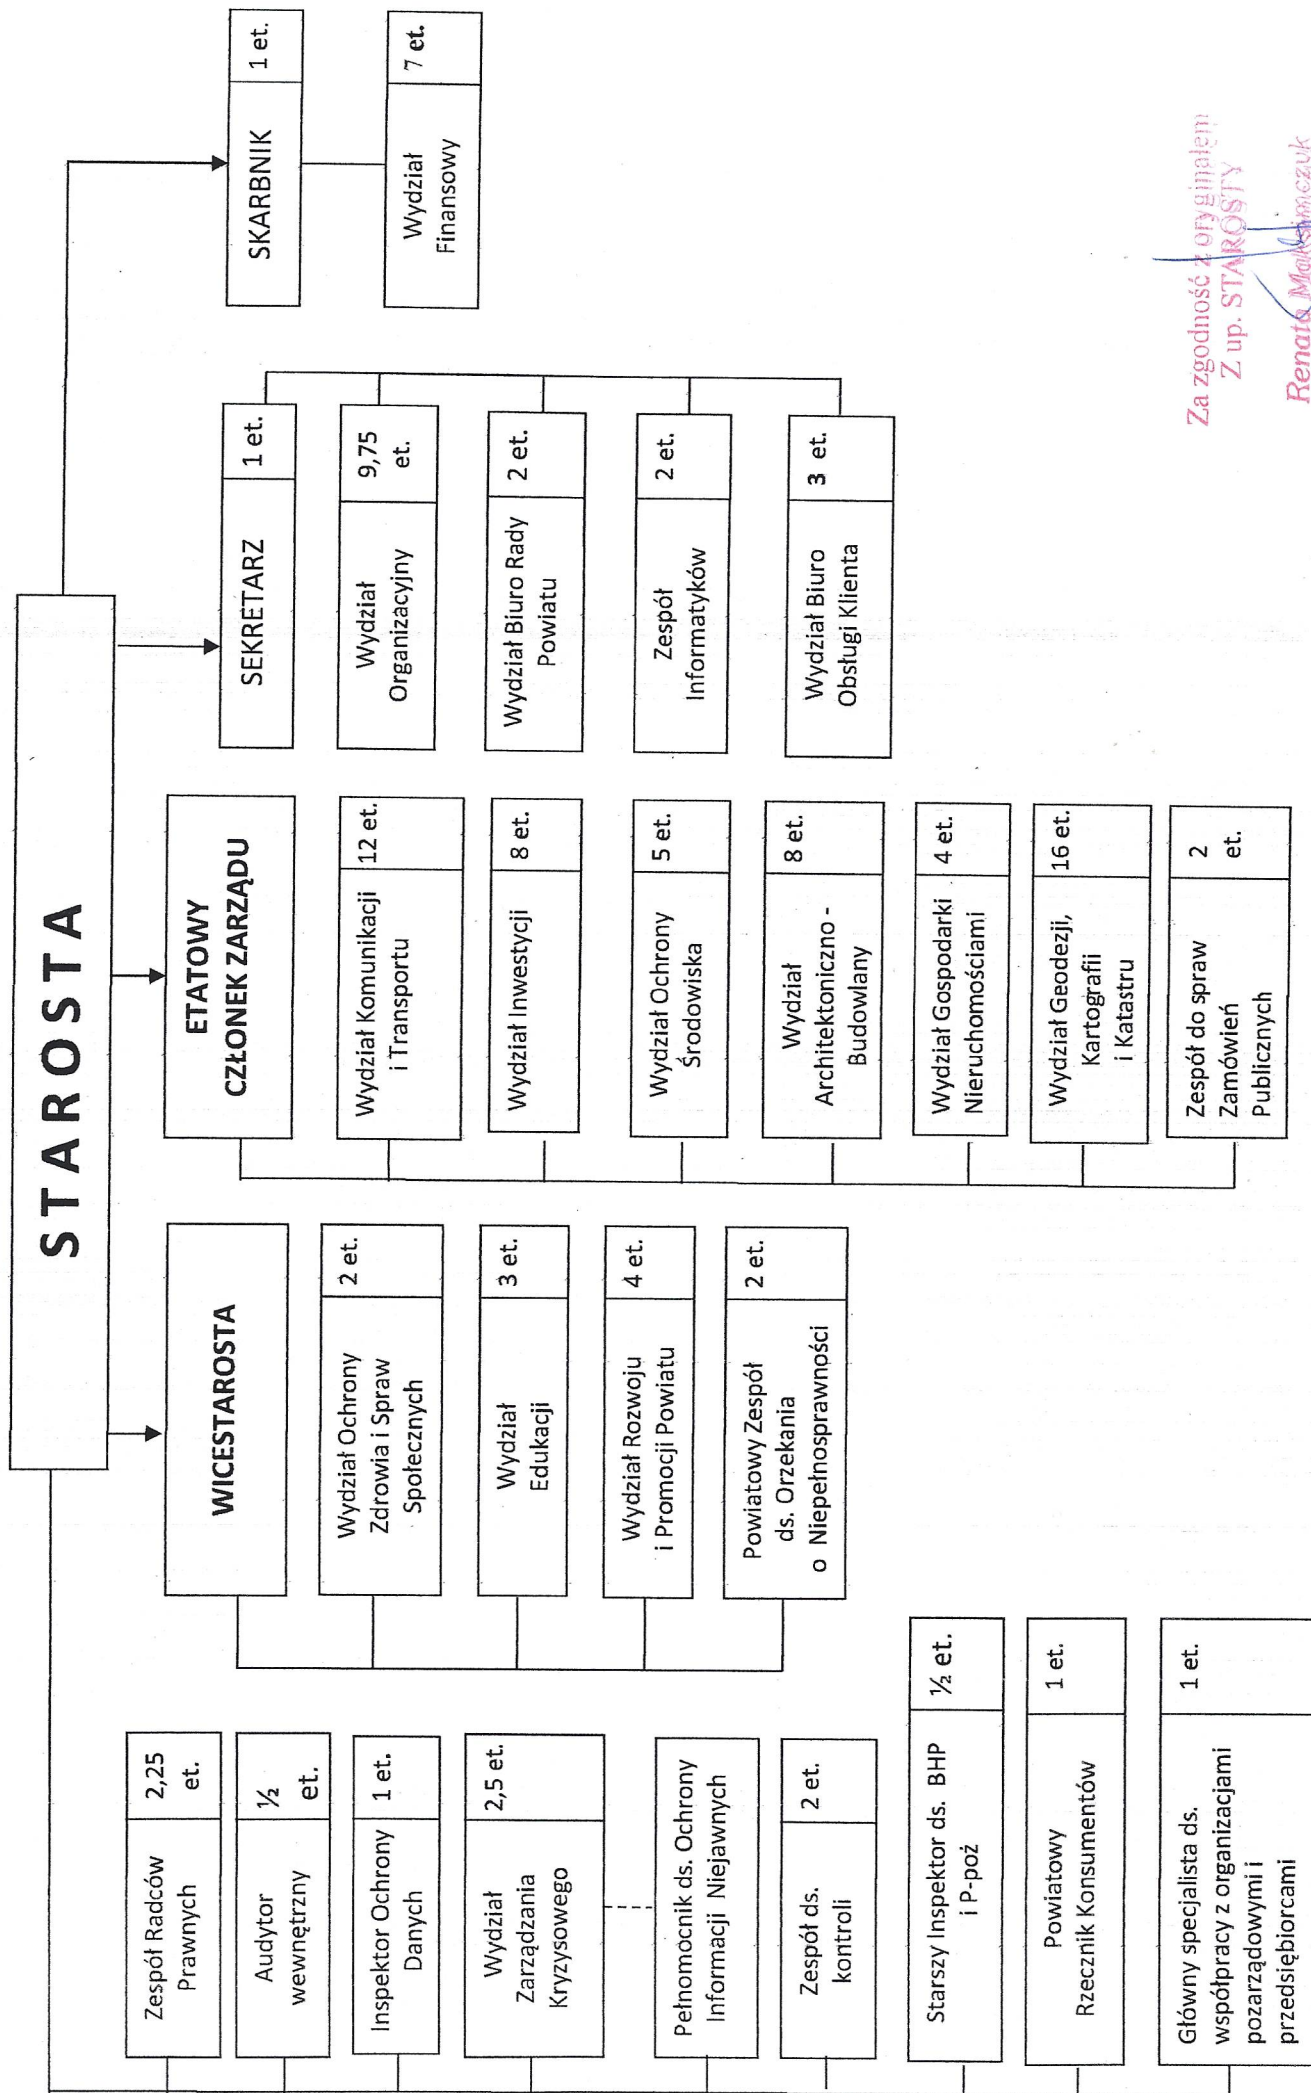 STAROSTA
Zespół Radców
Prawnych
2,25
et.
Audytor
wewnętrzny
½
et.
Inspektor Ochrony
Danych
1 et.
Wydział
Zarządzania
Kryzysowego
2,5 et.
Pełnomocnik ds. Ochrony
Informacji Niejawnych
Zespół ds.
kontroli
2 et.
Starszy Inspektor ds. BHP
i P-poż
½ et.
Powiatowy
Rzecznik Konsumentów
1 et.
Główny specjalista ds.
współpracy z organizacjami
pozarządowymi i
przedsiębiorcami
1 et.
WICESTAROSTA
Wydział Ochrony
Zdrowia i Spraw
Społecznych
2 et.
Wydział
Edukacji
3 et.
Wydział Rozwoju
i Promocji Powiatu
4 et.
Powiatowy Zespół
ds. Orzekania
o Niepełnosprawności
2 et.
ETATOWY
CZŁONEK ZARZĄDU
Wydział Komunikacji
i Transportu
12 et.
Wydział Inwestycji
8 et.
Wydział Ochrony
Środowiska
5 et.
Wydział
Architektoniczno -
Budowlany
8 et.
Wydział Gospodarki
Nieruchomościami
4 et.
Wydział Geodezji,
Kartografii
i Katastru
16 et.
Zespół do spraw
Zamówień
Publicznych
2
et.
SEKRETARZ
1 et.
Wydział
Organizacyjny
9,75
et.
Wydział Biuro Rady
Powiatu
2 et.
Zespół
Informatyków
2 et.
Wydział Biuro
Obsługi Klienta
3 et.
SKARBNIK
1 et.
Wydział
Finansowy
7 et.
Za zgodność z oryginałem
Z up. STAROSTY
Renata Maksimczuk